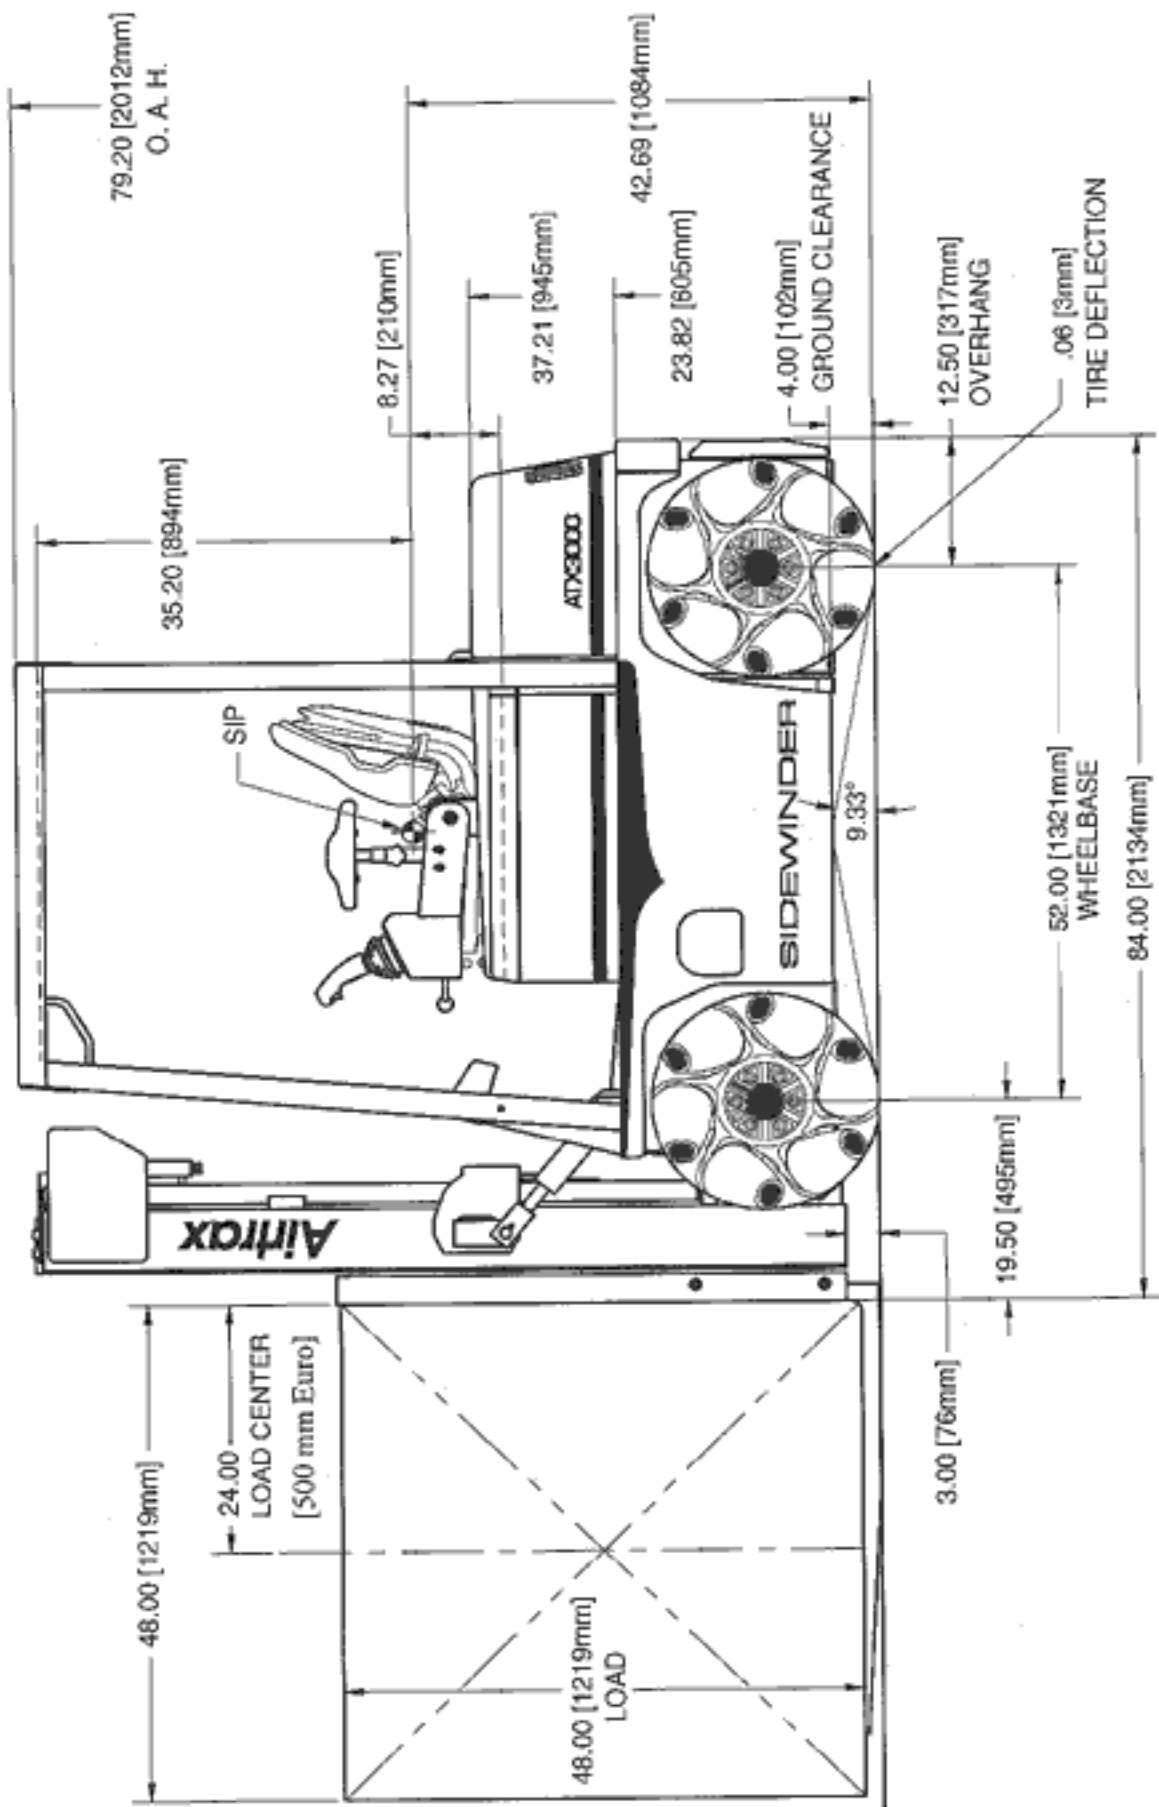 79.20 [2012mm]
O. A. H.
35.20 [894mm]
8.27 [210mm]
37.21 [945mm]
23.82 [605mm]
42.69 [1084mm]
4.00 [102mm]
GROUND CLEARANCE
12.50 [317mm]
OVERHANG
.06 [3mm]
TIRE DEFLECTION
SIP
ATX3000
SIDEWINDER
9.33°
52.00 [1321mm]
WHEELBASE
84.00 [2134mm]
19.50 [495mm]
3.00 [76mm]
Airtrax
48.00 [1219mm]
24.00
LOAD CENTER
[500 mm Euro]
48.00 [1219mm]
LOAD